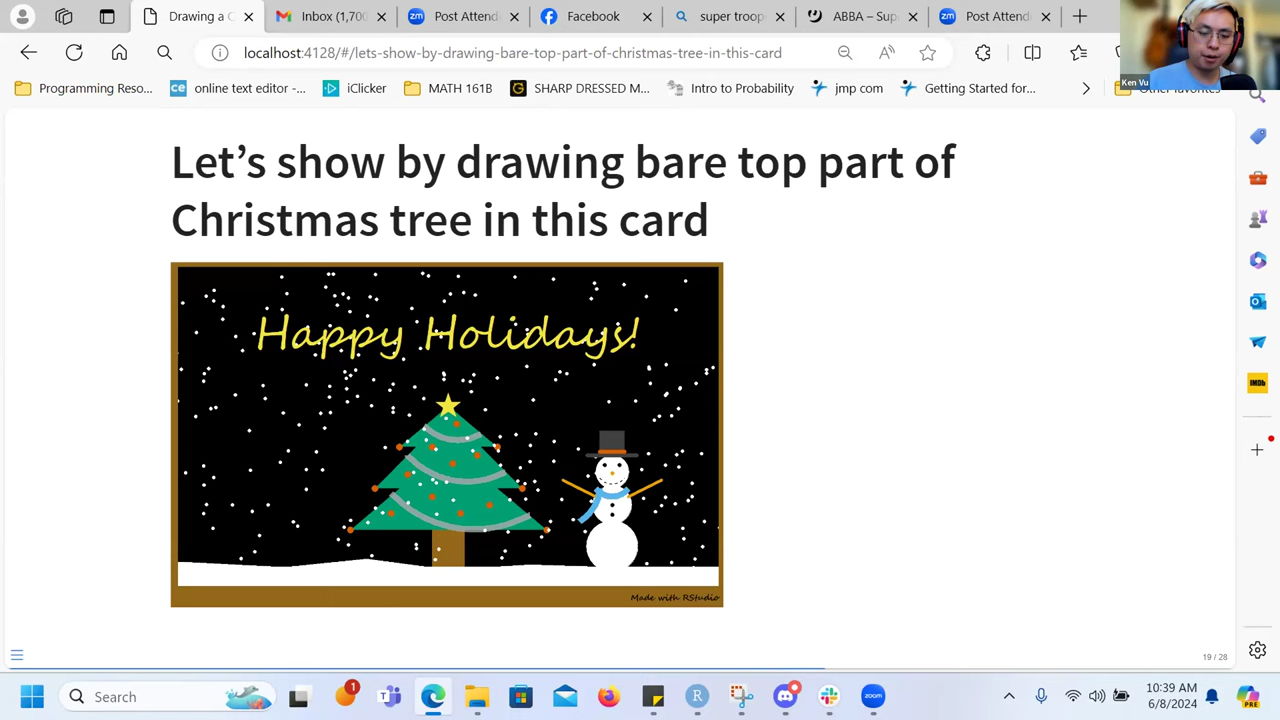 Drawing a C
Inbox (1,700
Post Attend
Facebook
super troop
ABBA – Sup
Post Attend
localhost:4128/#/lets-show-by-drawing-bare-top-part-of-christmas-tree-in-this-card
Programming Reso...
online text editor -...
iClicker
MATH 161B
SHARP DRESSED M...
Intro to Probability
jmp com
Getting Started for...
Other favorites
Ken Vu
Let's show by drawing bare top part of
Christmas tree in this card
Happy Holidays!
Made with RStudio
19 / 28
Search
10:39 AM
6/8/2024